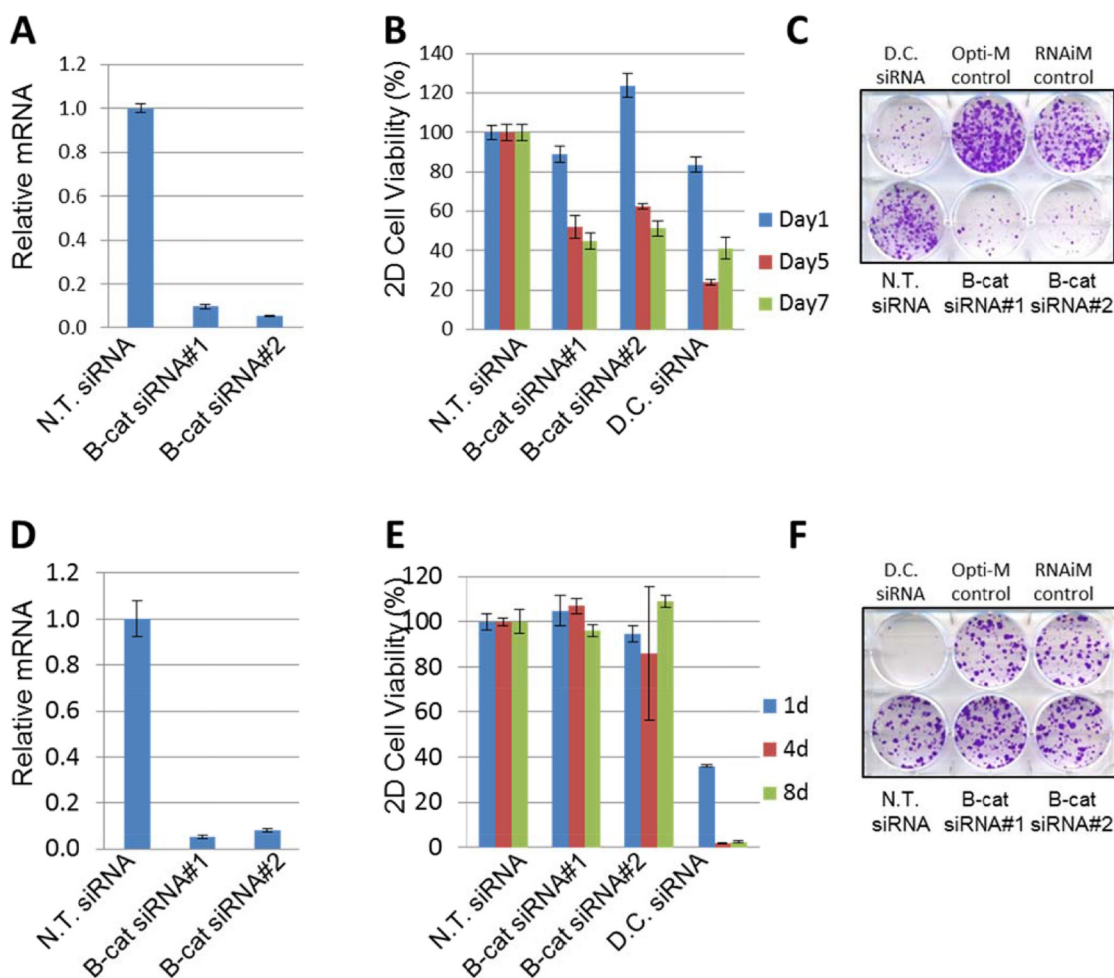 A
Relative mRNA
1.2
1.0
0.8
0.6
0.4
0.2
0.0
N.T. siRNA
B-cat siRNA#1
B-cat siRNA#2
B
2D Cell Viability (%)
140
120
100
80
60
40
20
0
N.T. siRNA
B-cat siRNA#1
B-cat siRNA#2
D.C. siRNA
Day1
Day5
Day7
C
D.C. Opti-M RNAiM
siRNA control control
N.T. B-cat B-cat
siRNA siRNA#1 siRNA#2
D
Relative mRNA
1.2
1.0
0.8
0.6
0.4
0.2
0.0
N.T. siRNA
B-cat siRNA#1
B-cat siRNA#2
E
2D Cell Viability (%)
120
100
80
60
40
20
0
N.T. siRNA
B-cat siRNA#1
B-cat siRNA#2
D.C. siRNA
1d
4d
8d
F
D.C. Opti-M RNAiM
siRNA control control
N.T. B-cat B-cat
siRNA siRNA#1 siRNA#2